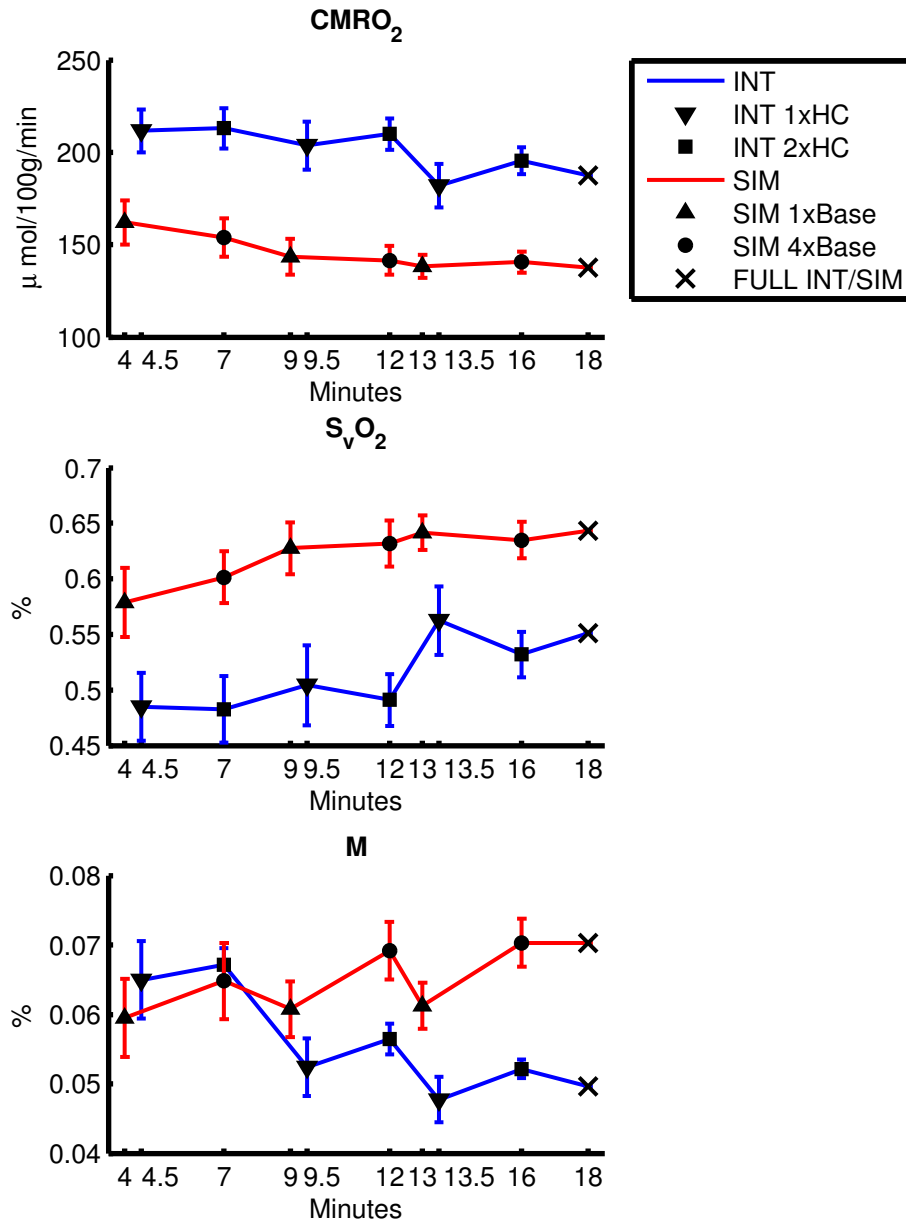 CMRO2
250
200
150
100
μ mol/100g/min
4 4.5 7 9 9.5 12 13 13.5 16 18
Minutes
INT
INT 1xHC
INT 2xHC
SIM
SIM 1xBase
SIM 4xBase
FULL INT/SIM
SvO2
0.7
0.65
0.6
0.55
0.5
0.45
%
4 4.5 7 9 9.5 12 13 13.5 16 18
Minutes
M
0.08
0.07
0.06
0.05
0.04
%
4 4.5 7 9 9.5 12 13 13.5 16 18
Minutes